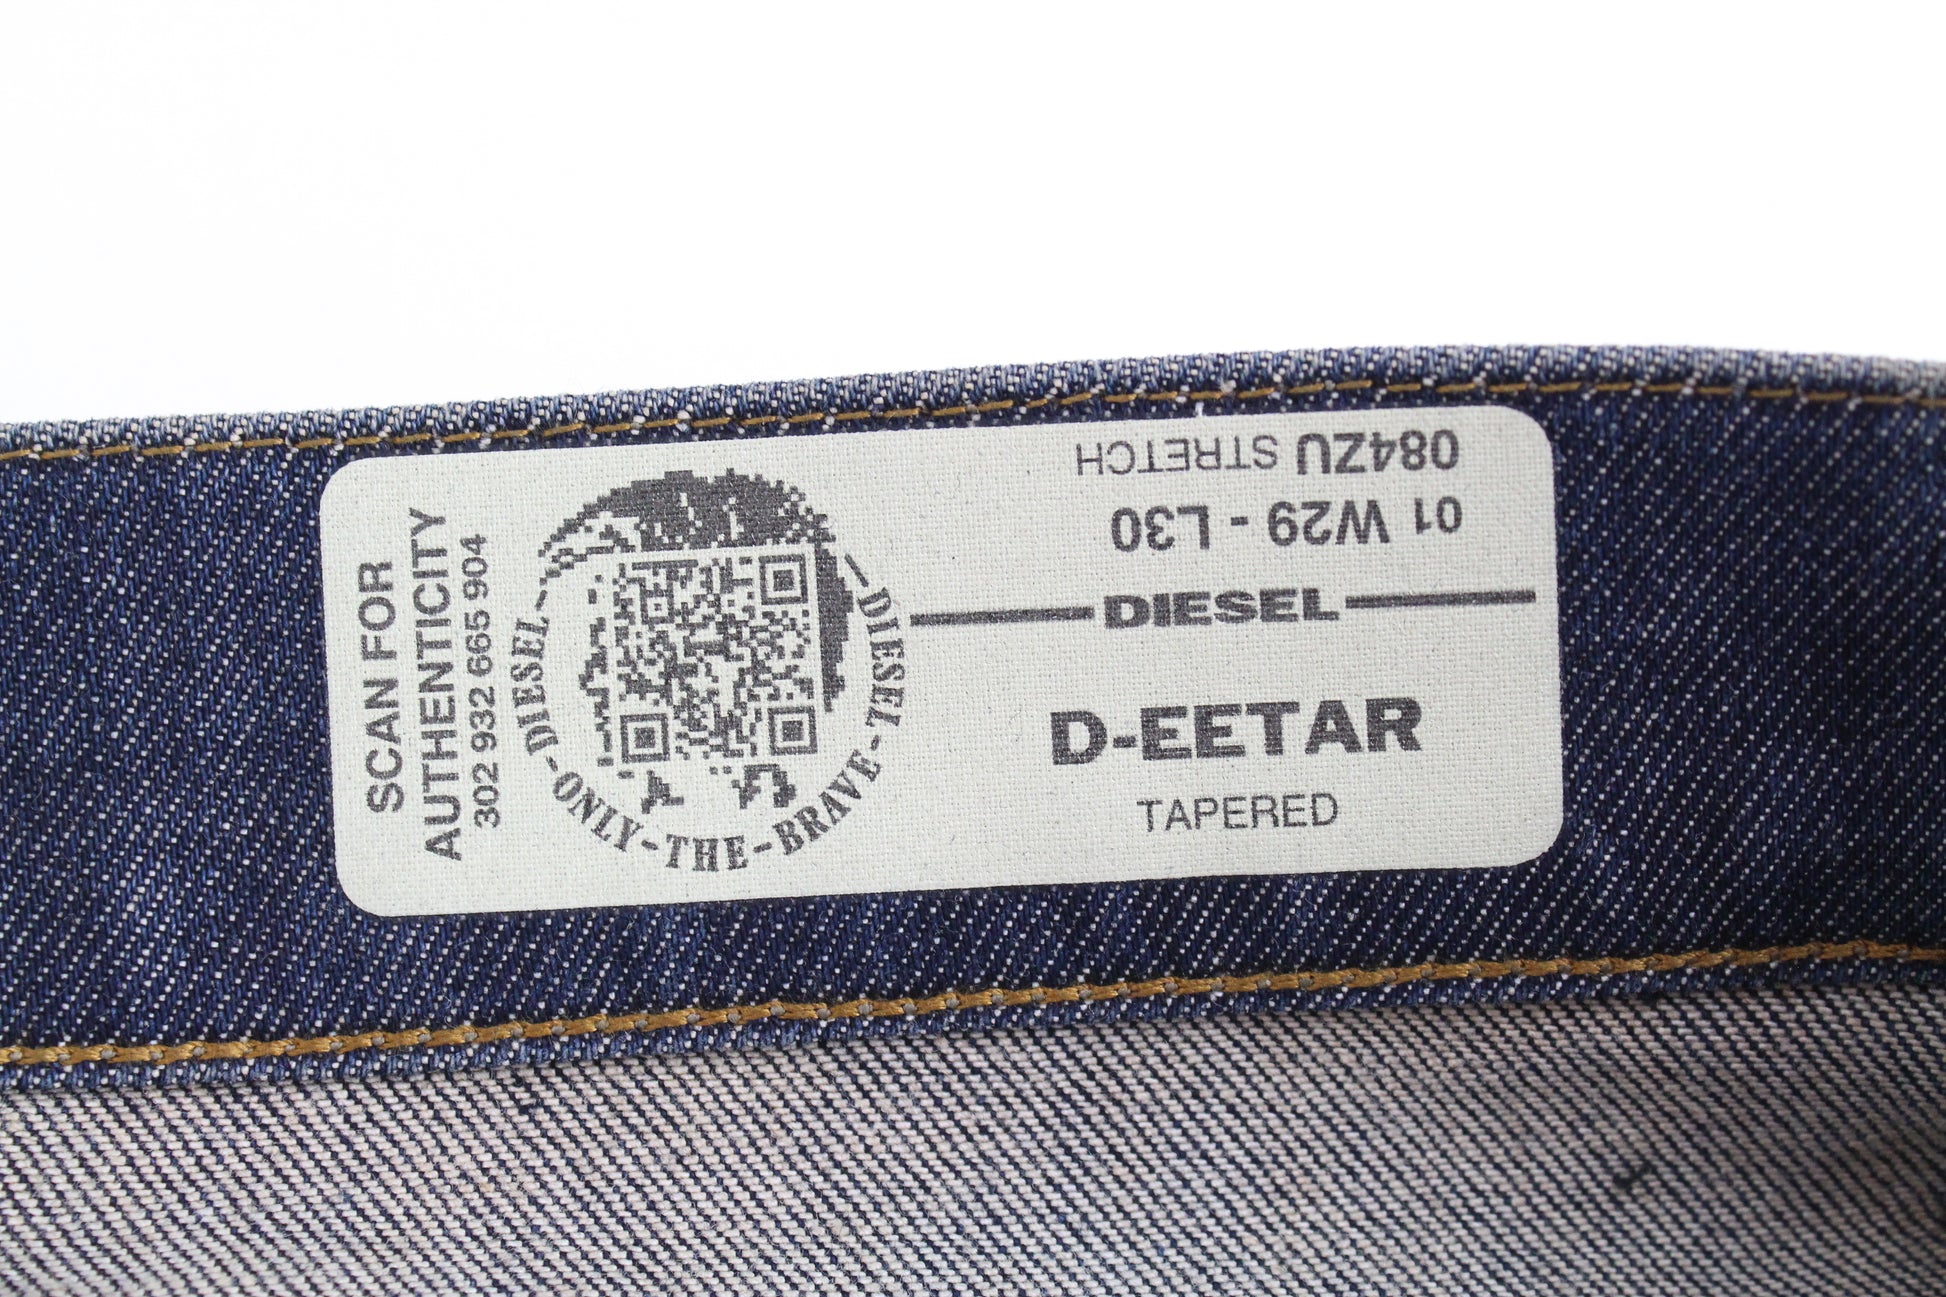 SCAN FOR
AUTHENTICITY
302 932 665 904
DIESEL-ONLY-THE-BRAVE-DIESEL
084ZU STRETCH
01 W29 - L30
DIESEL
D-EETAR
TAPERED